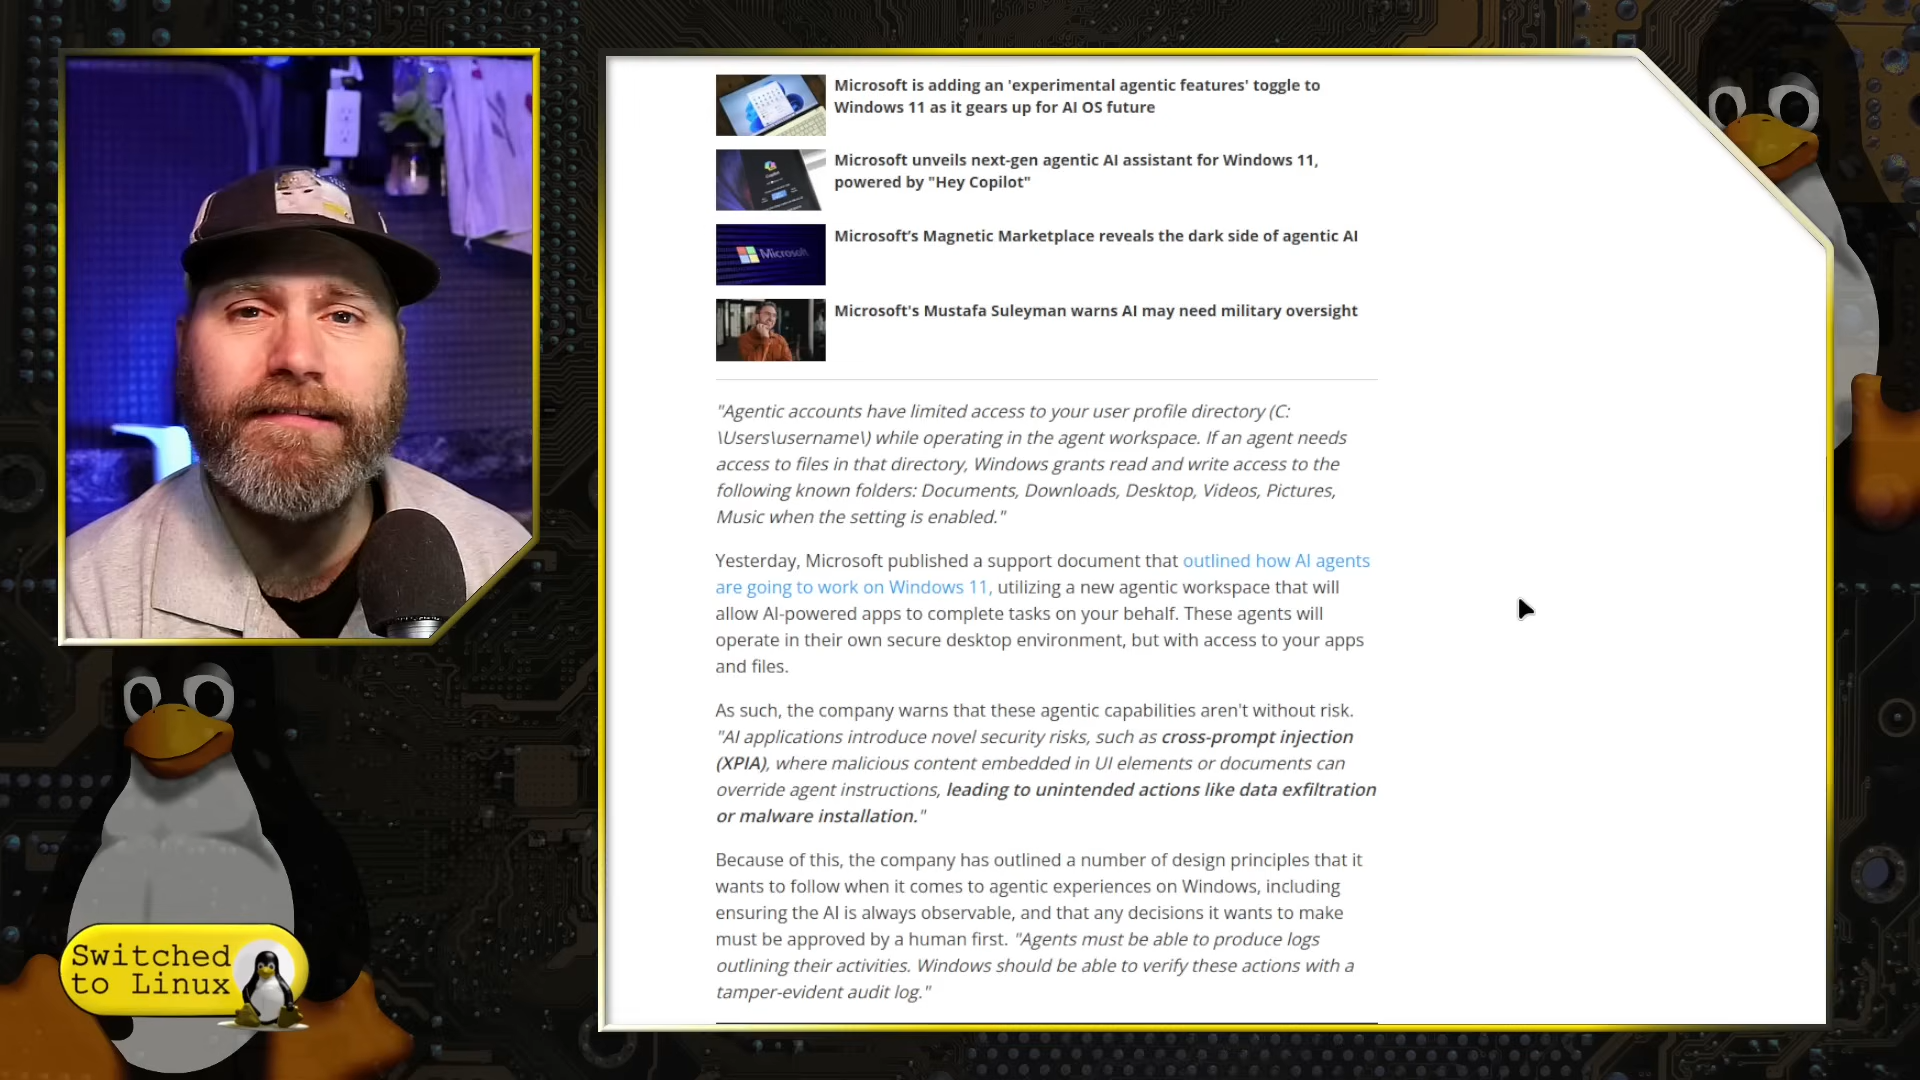 Microsoft is adding an 'experimental agentic features' toggle to
Windows 11 as it gears up for AI OS future
Microsoft unveils next-gen agentic AI assistant for Windows 11,
powered by "Hey Copilot"
Microsoft
Microsoft's Magnetic Marketplace reveals the dark side of agentic AI
Microsoft's Mustafa Suleyman warns AI may need military oversight
"Agentic accounts have limited access to your user profile directory (C:
\Users\username\) while operating in the agent workspace. If an agent needs
access to files in that directory, Windows grants read and write access to the
following known folders: Documents, Downloads, Desktop, Videos, Pictures,
Music when the setting is enabled."
Yesterday, Microsoft published a support document that outlined how AI agents
are going to work on Windows 11, utilizing a new agentic workspace that will
allow AI-powered apps to complete tasks on your behalf. These agents will
operate in their own secure desktop environment, but with access to your apps
and files.
As such, the company warns that these agentic capabilities aren't without risk.
"AI applications introduce novel security risks, such as cross-prompt injection
(XPIA), where malicious content embedded in UI elements or documents can
override agent instructions, leading to unintended actions like data exfiltration
or malware installation."
Because of this, the company has outlined a number of design principles that it
wants to follow when it comes to agentic experiences on Windows, including
ensuring the AI is always observable, and that any decisions it wants to make
must be approved by a human first. "Agents must be able to produce logs
outlining their activities. Windows should be able to verify these actions with a
tamper-evident audit log."
Switched
to Linux